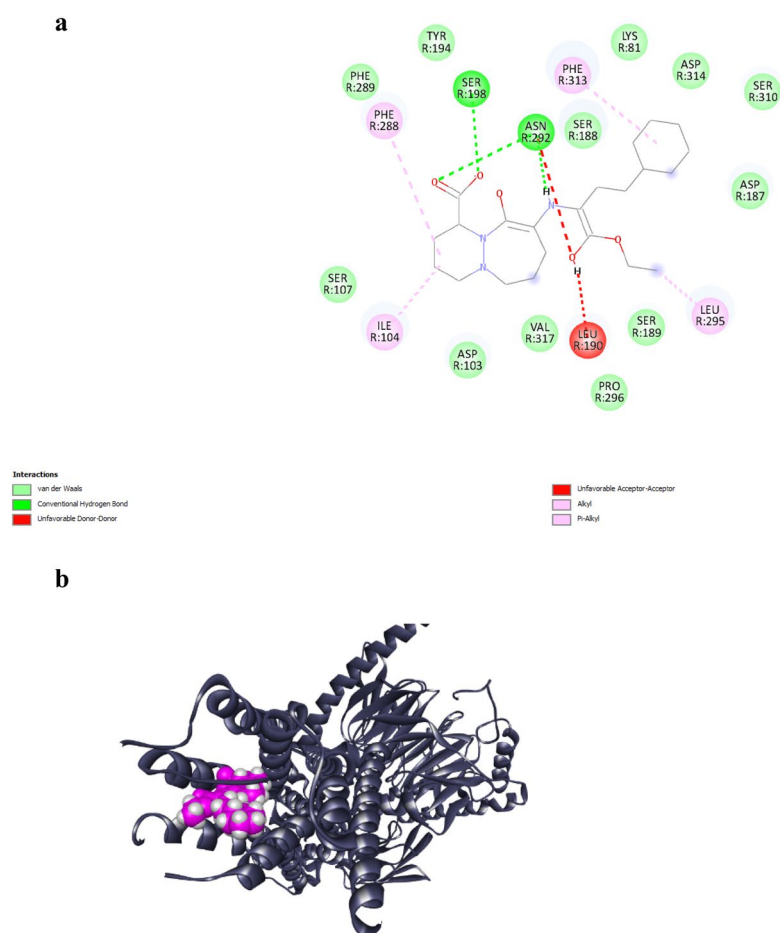 a
TYR
R:194
LYS
R:81
PHE
R:289
PHE
R:313
ASP
R:314
SER
R:198
SER
R:310
PHE
R:288
ASN
R:292
SER
R:188
ASP
R:187
O
O
O
H
N
N
N
O
O
H
SER
R:107
ILE
R:104
ASP
R:103
VAL
R:317
LEU
R:190
SER
R:189
LEU
R:295
PRO
R:296
Interactions
van der Waals
Conventional Hydrogen Bond
Unfavorable Donor-Donor
Unfavorable Acceptor-Acceptor
Alkyl
Pi-Alkyl
b